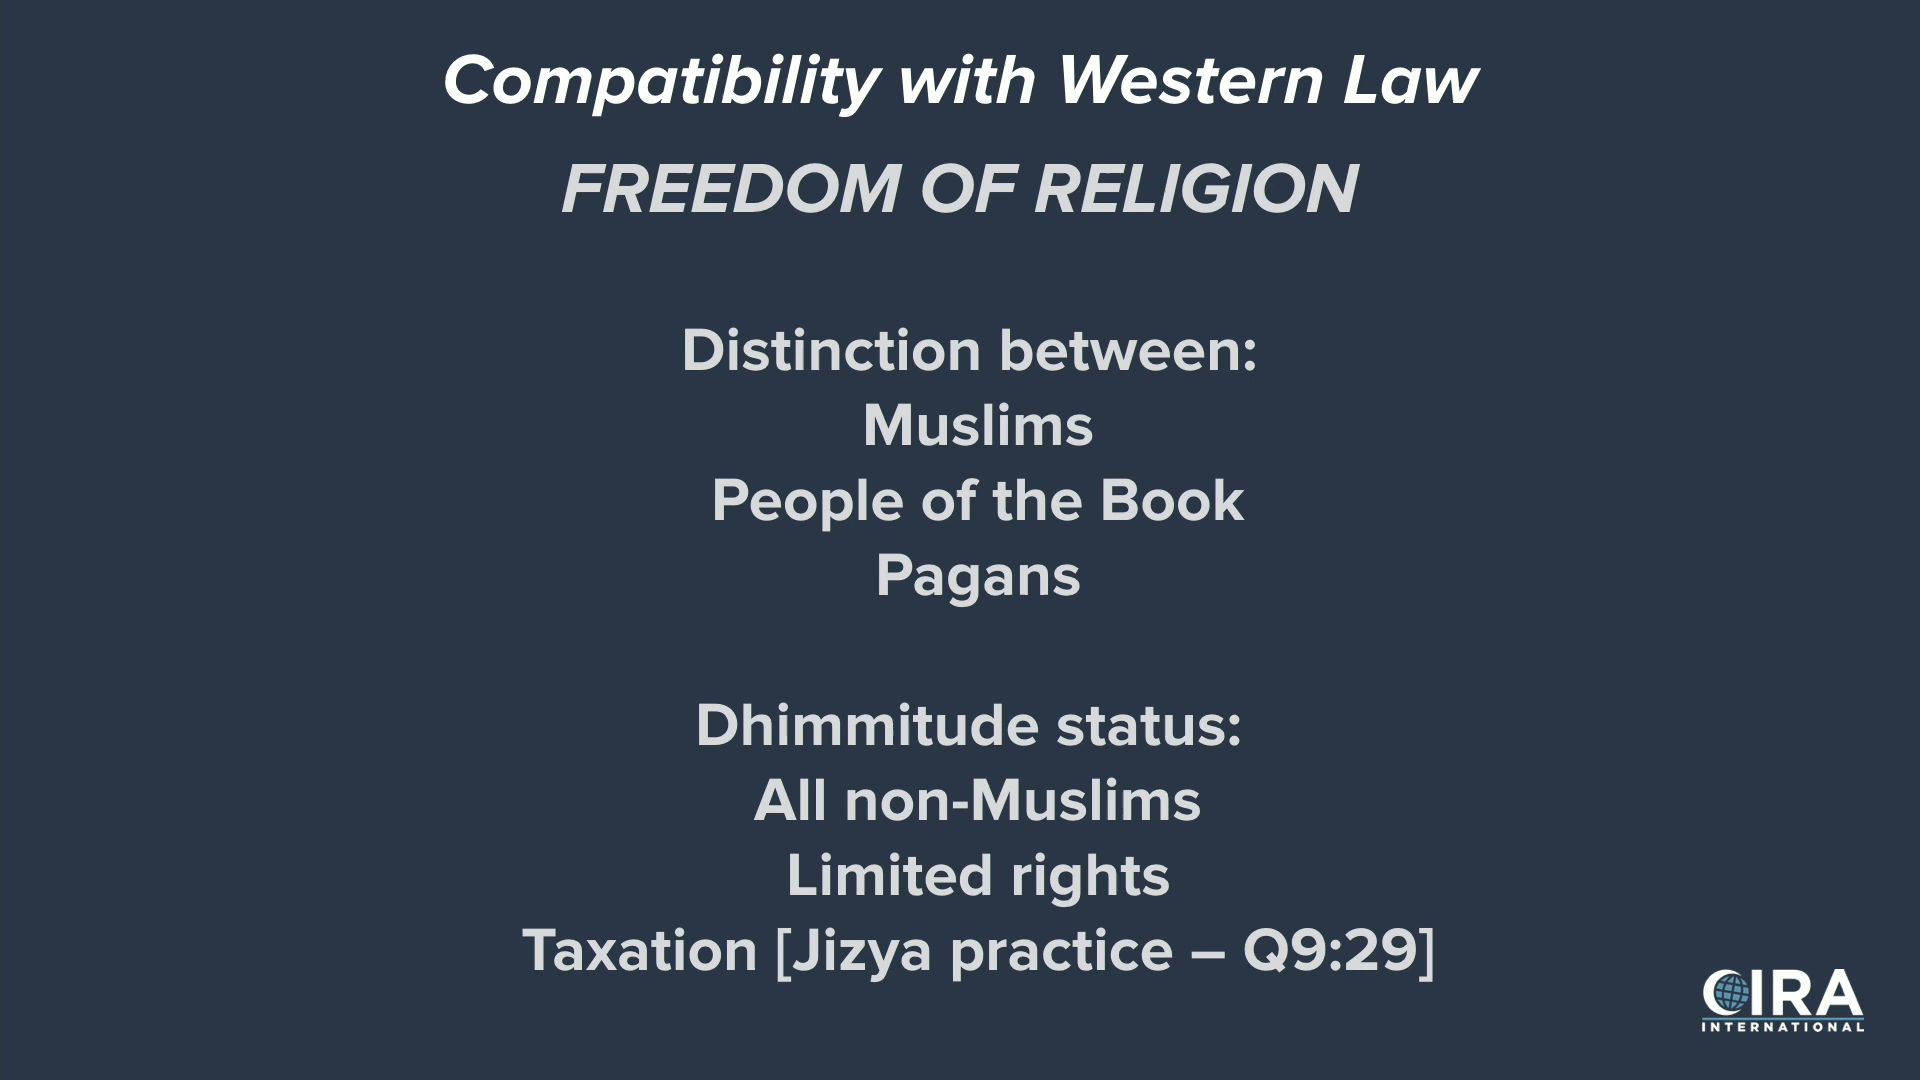 Compatibility with Western Law
FREEDOM OF RELIGION
Distinction between:
Muslims
People of the Book
Pagans
Dhimmitude status:
All non-Muslims
Limited rights
Taxation [Jizya practice – Q9:29]
CIRA
INTERNATIONAL